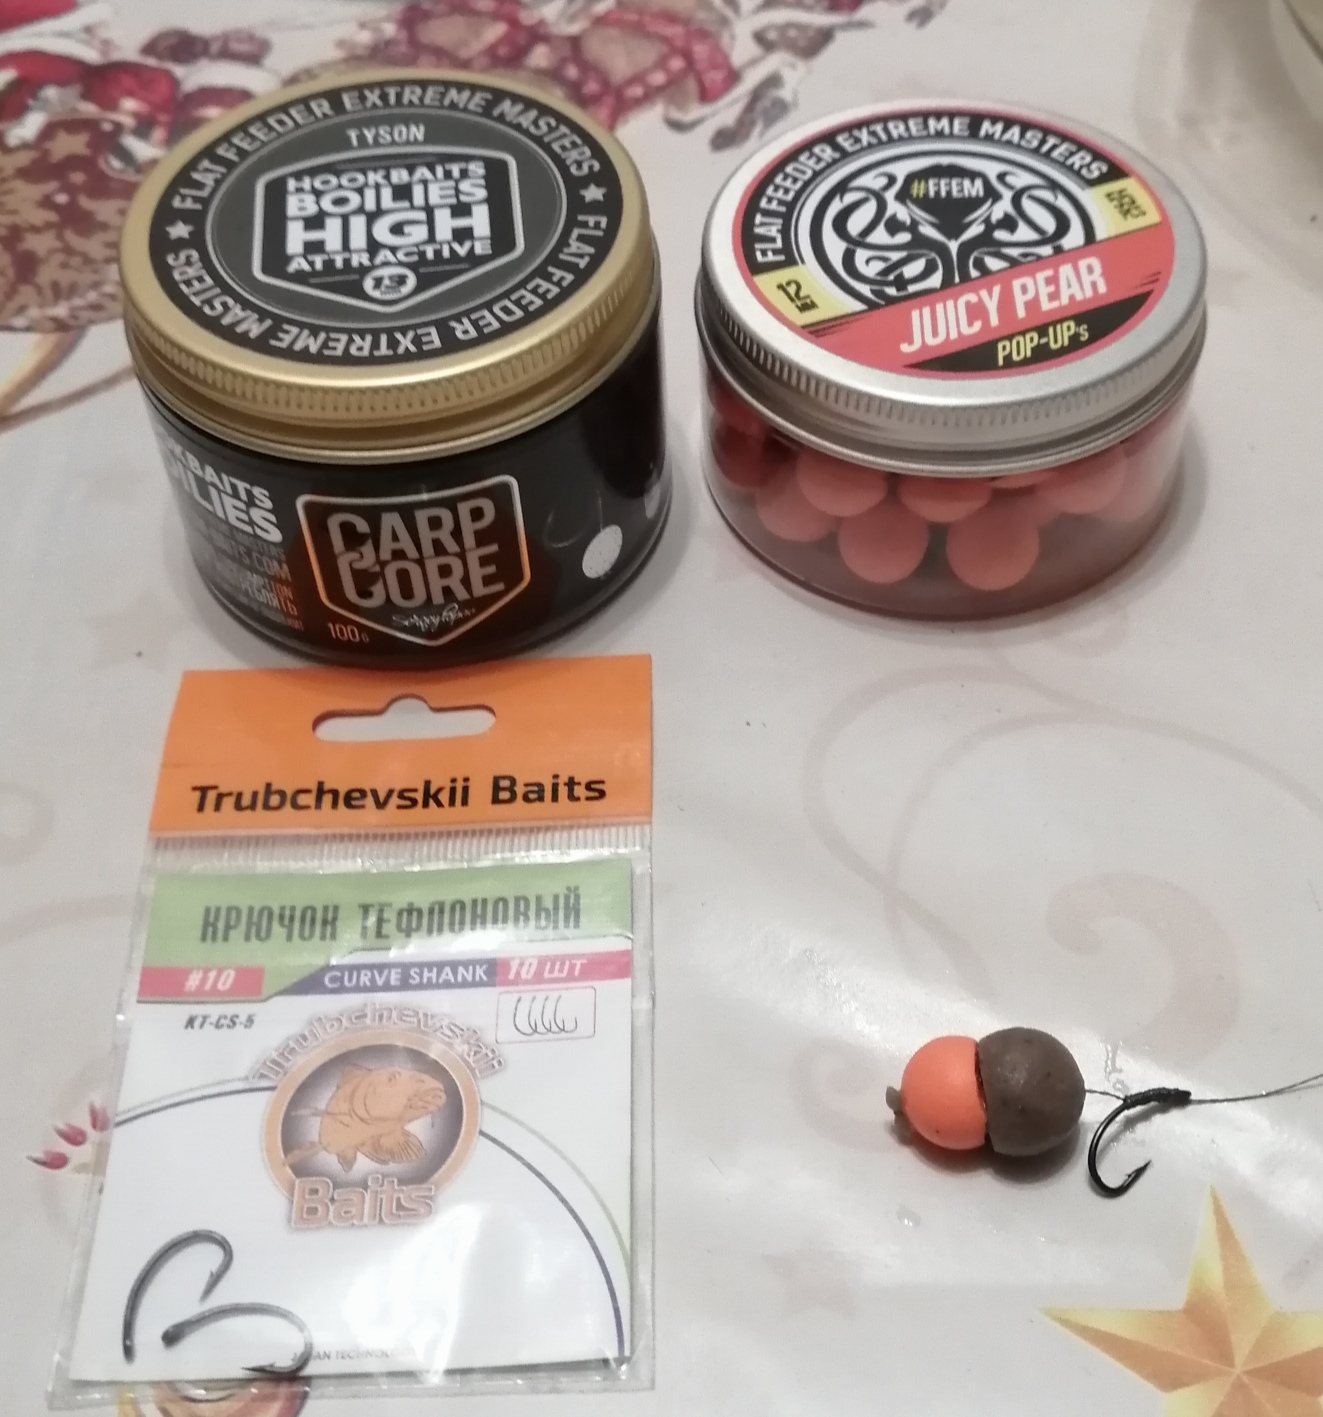 FLAT FEEDER EXTREME MASTERS ★ FLAT FEEDER EXTREME MASTERS ★
TYSON
HOOKBAITS
BOILIES
HIGH
ATTRACTIVE
13
CARP
CORE
100
FLAT FEEDER EXTREME MASTERS
#FFEM
12
JUICY PEAR
POP-UP's
Trubchevskii Baits
КРЮЧОК ТЕФЛОНОВЫЙ
#10
CURVE SHANK
10 ШТ
KT-CS-5
Trubchevskii
Baits